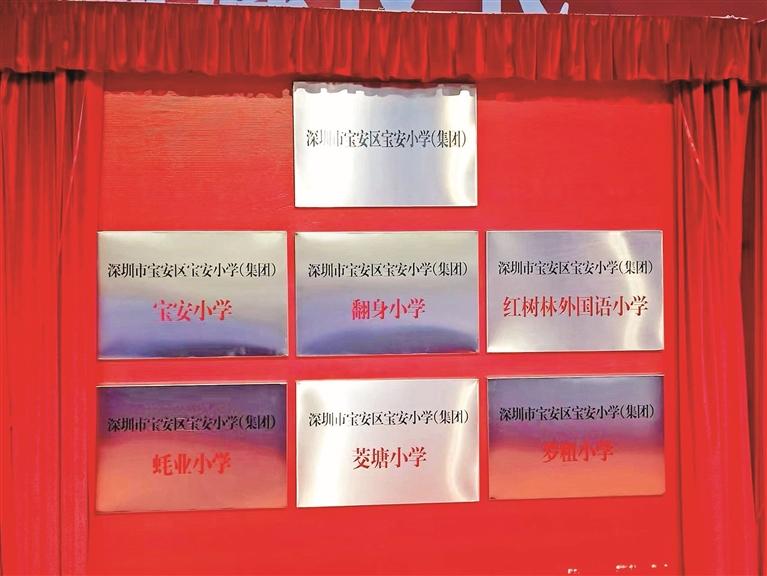 深圳市宝安区宝安小学(集团)
深圳市宝安区宝安小学(集团)
宝安小学
深圳市宝安区宝安小学(集团)
翻身小学
深圳市宝安区宝安小学(集团)
红树林外国语小学
深圳市宝安区宝安小学(集团)
蚝业小学
深圳市宝安区宝安小学(集团)
茭塘小学
深圳市宝安区宝安小学(集团)
罗租小学